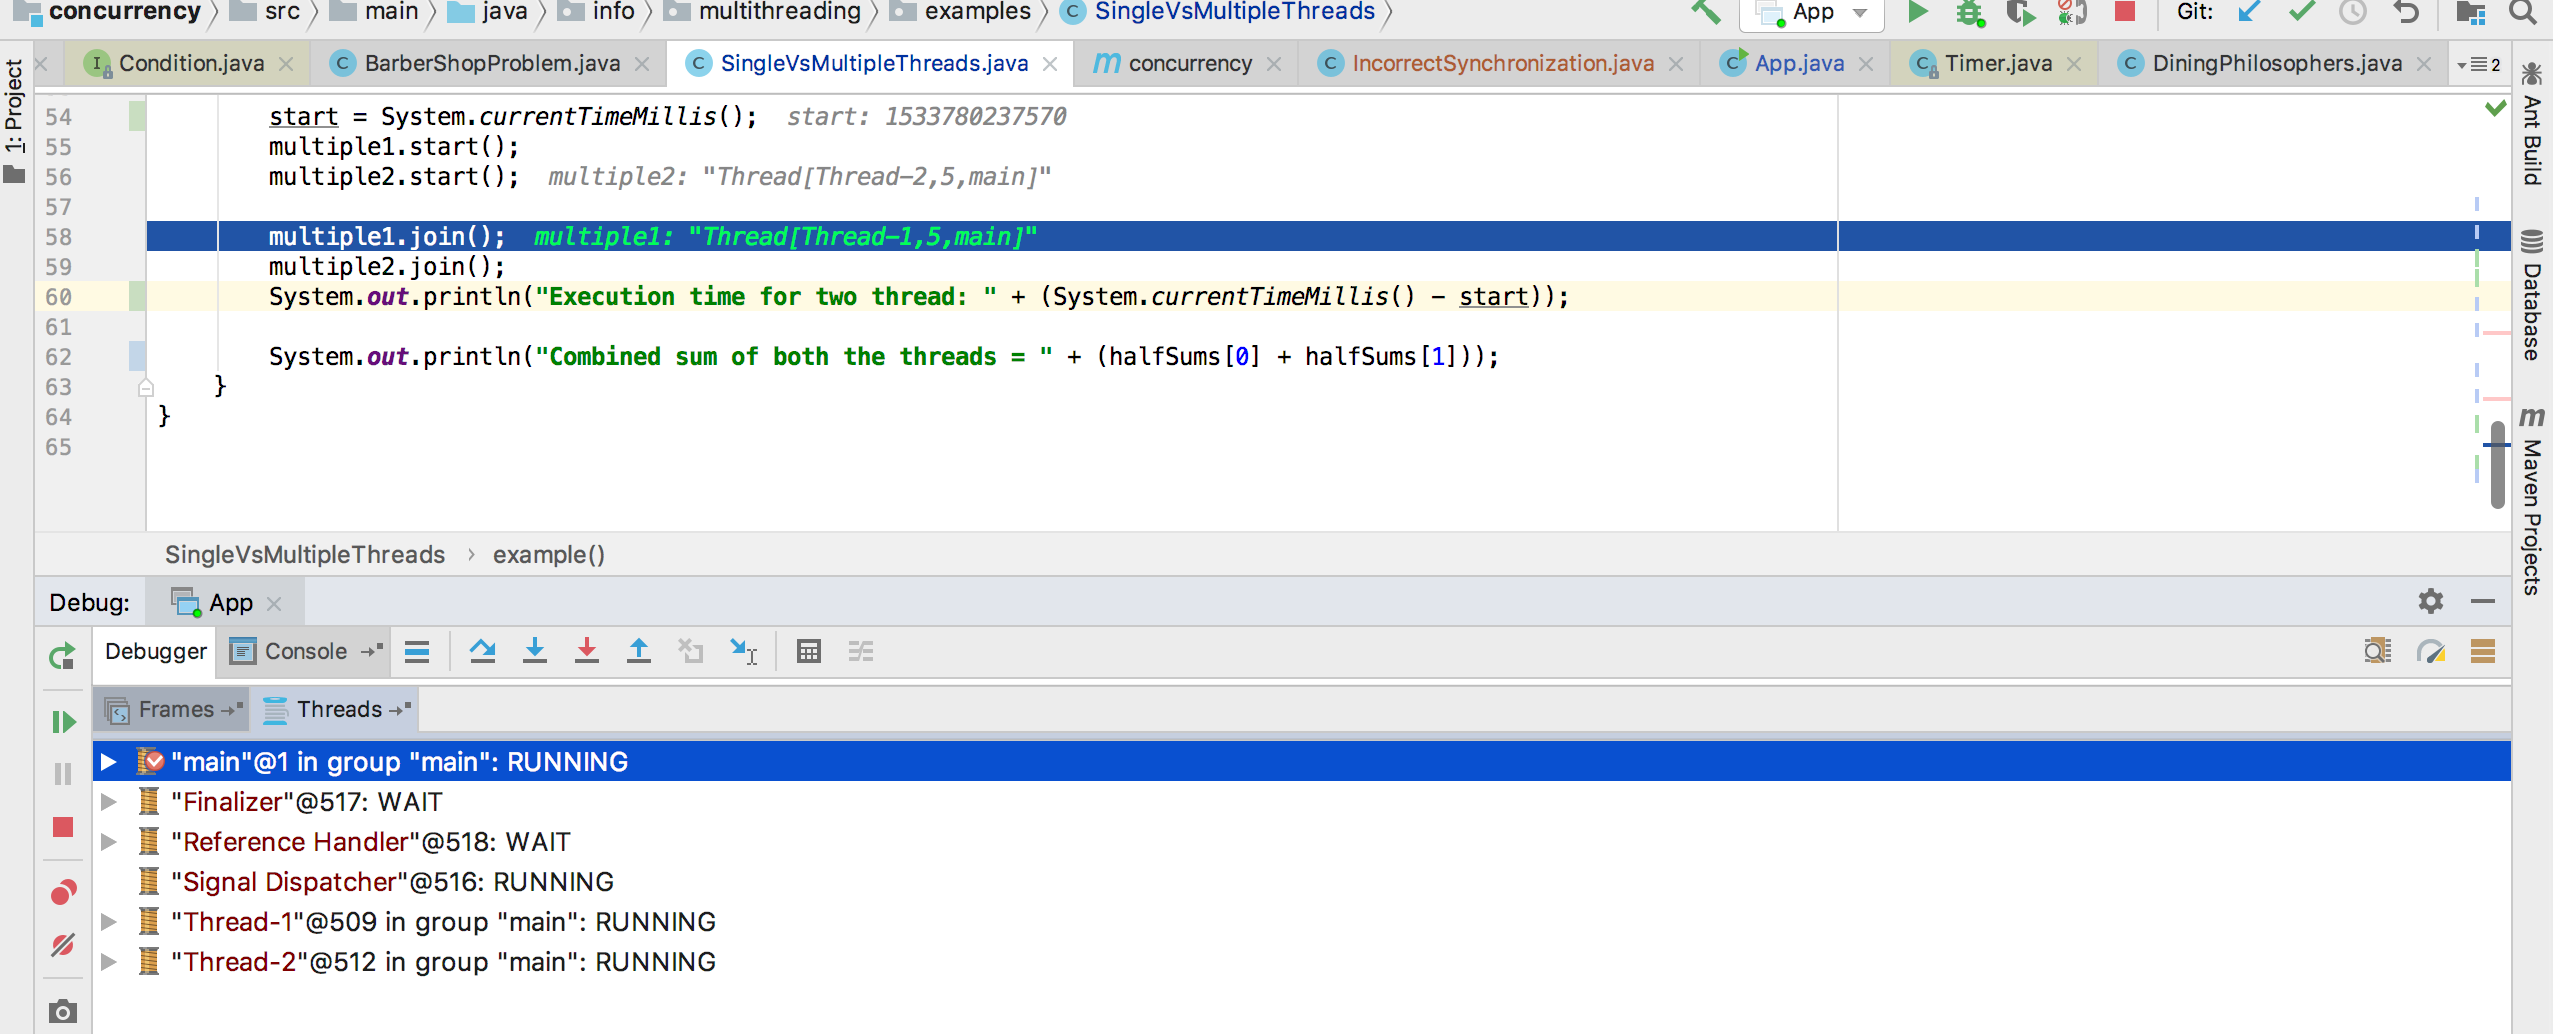 concurrency src main java info multithreading examples SingleVsMultipleThreads App Git:
1: Project
Condition.java BarberShopProblem.java SingleVsMultipleThreads.java concurrency IncorrectSynchronization.java App.java Timer.java DiningPhilosophers.java 2
54 start = System.currentTimeMillis(); start: 1533780237570
55 multiple1.start();
56 multiple2.start(); multiple2: "Thread[Thread-2,5,main]"
57
58 multiple1.join(); multiple1: "Thread[Thread-1,5,main]"
59 multiple2.join();
60 System.out.println("Execution time for two thread: " + (System.currentTimeMillis() - start));
61
62 System.out.println("Combined sum of both the threads = " + (halfSums[0] + halfSums[1]));
63 }
64 }
65
Ant Build
Database
Maven Projects
SingleVsMultipleThreads › example()
Debug: App
Debugger Console
Frames Threads
"main"@1 in group "main": RUNNING
"Finalizer"@517: WAIT
"Reference Handler"@518: WAIT
"Signal Dispatcher"@516: RUNNING
"Thread-1"@509 in group "main": RUNNING
"Thread-2"@512 in group "main": RUNNING